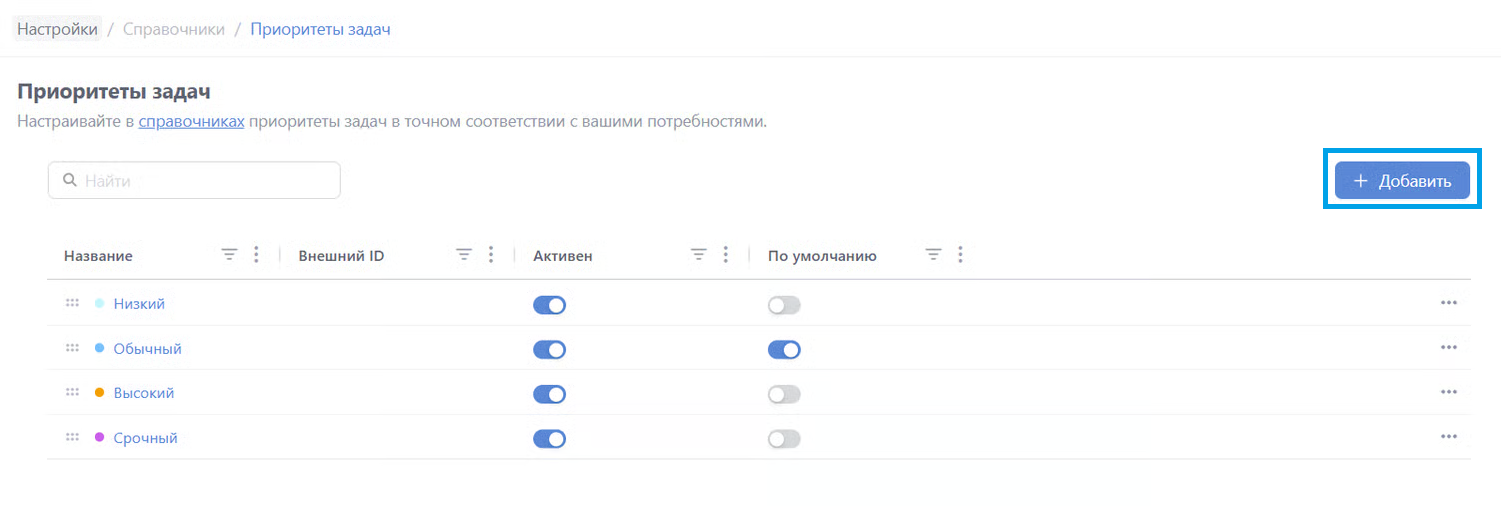 Настройки / Справочники / Приоритеты задач
Приоритеты задач
Настраивайте в справочниках приоритеты задач в точном соответствии с вашими потребностями.
Найти
+ Добавить
Название Внешний ID Активен По умолчанию
Низкий
Обычный
Высокий
Срочный